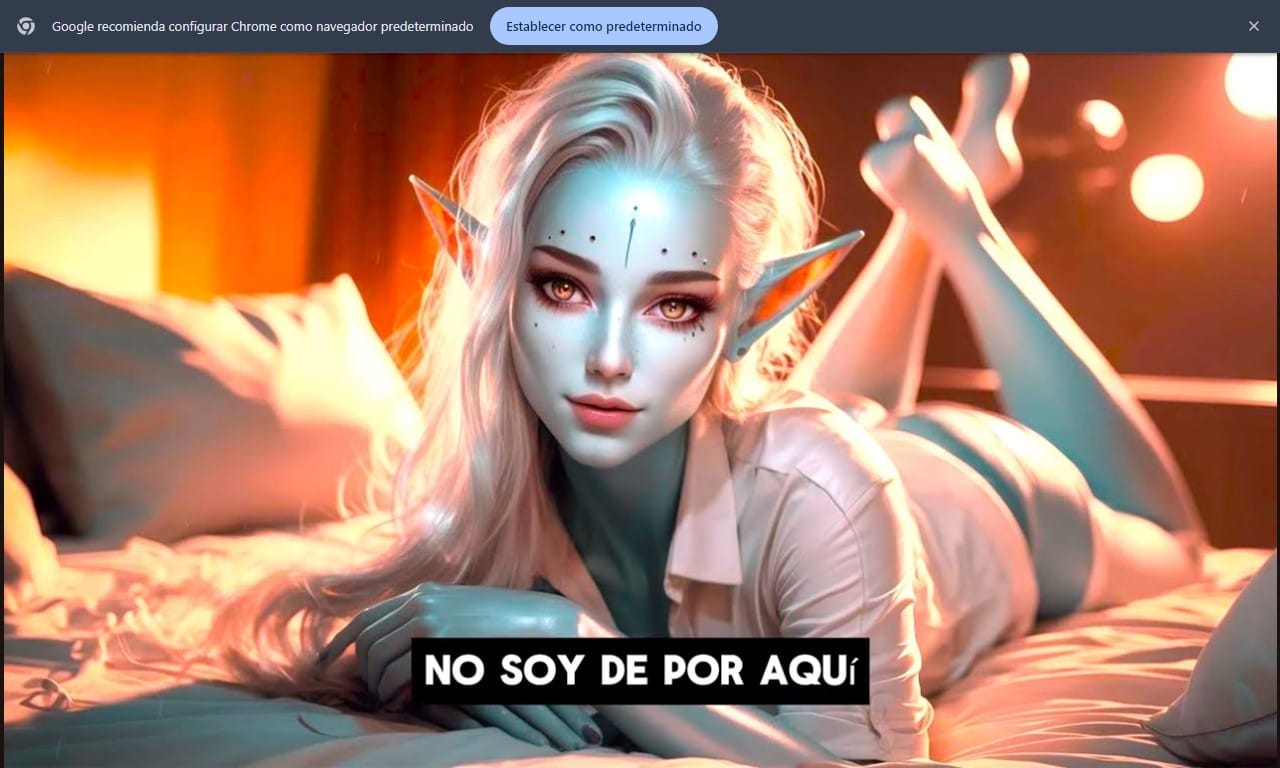 Google recomienda configurar Chrome como navegador predeterminado
Establecer como predeterminado
NO SOY DE POR AQUí